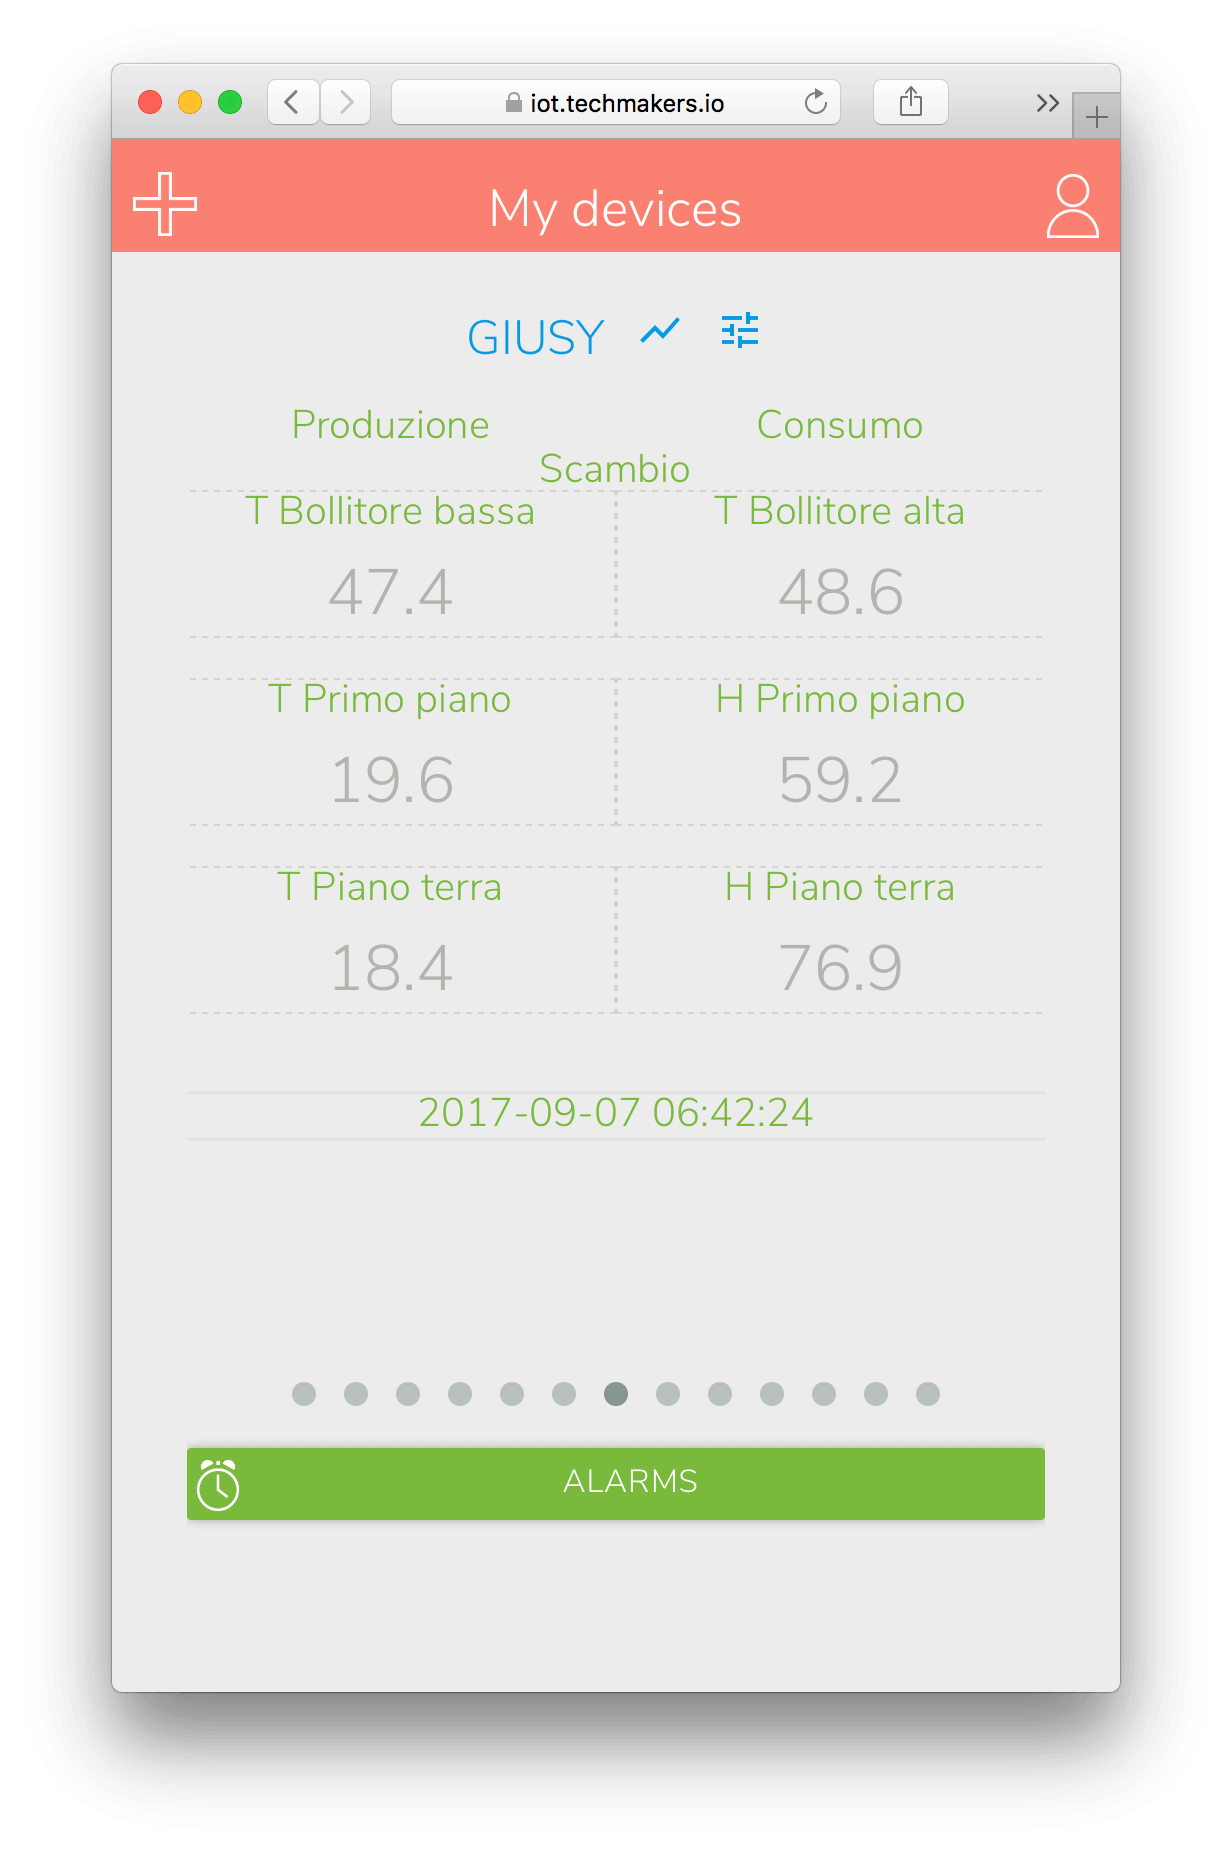 iot.techmakers.io
My devices
GIUSY
Produzione Consumo
Scambio
T Bollitore bassa T Bollitore alta
47.4 48.6
T Primo piano H Primo piano
19.6 59.2
T Piano terra H Piano terra
18.4 76.9
2017-09-07 06:42:24
ALARMS